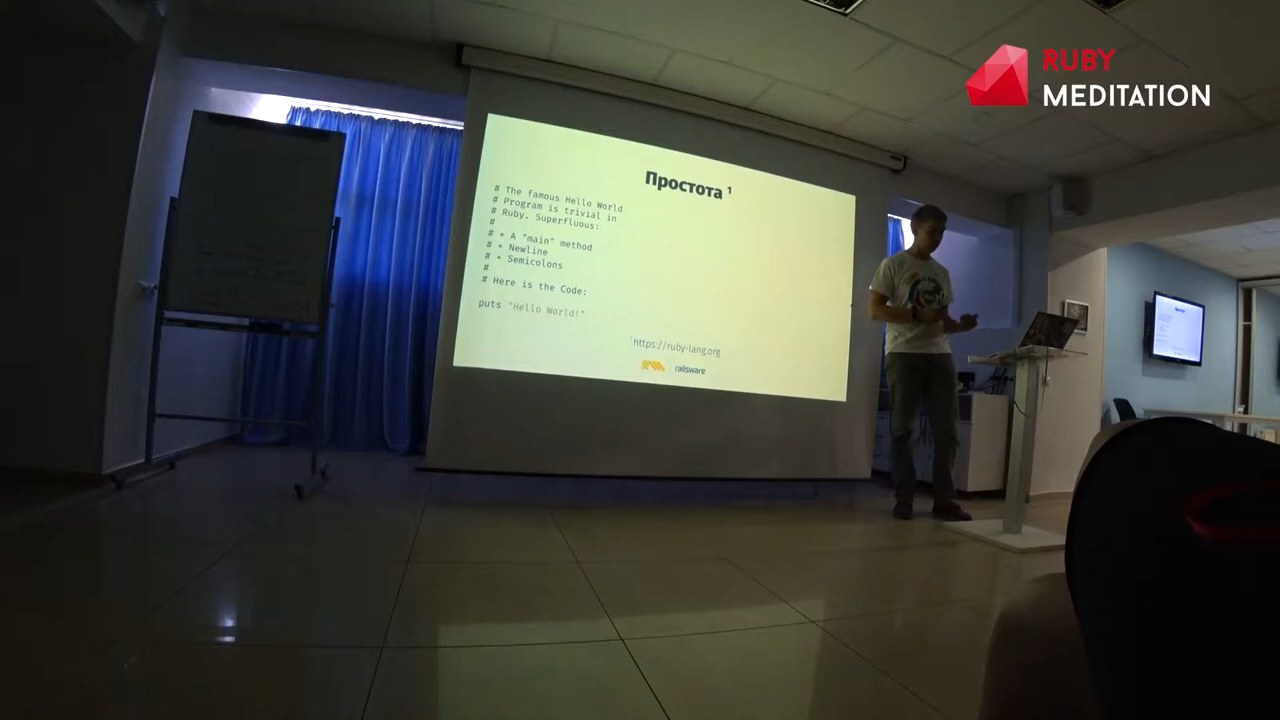 RUBY
MEDITATION
Простота ¹
# The famous Hello World
# Program is trivial in
# Ruby. Superfluous:
#
# • A "main" method
# • Newline
# • Semicolons
#
# Here is the Code:
puts "Hello World!"
¹https://ruby-lang.org
railsware